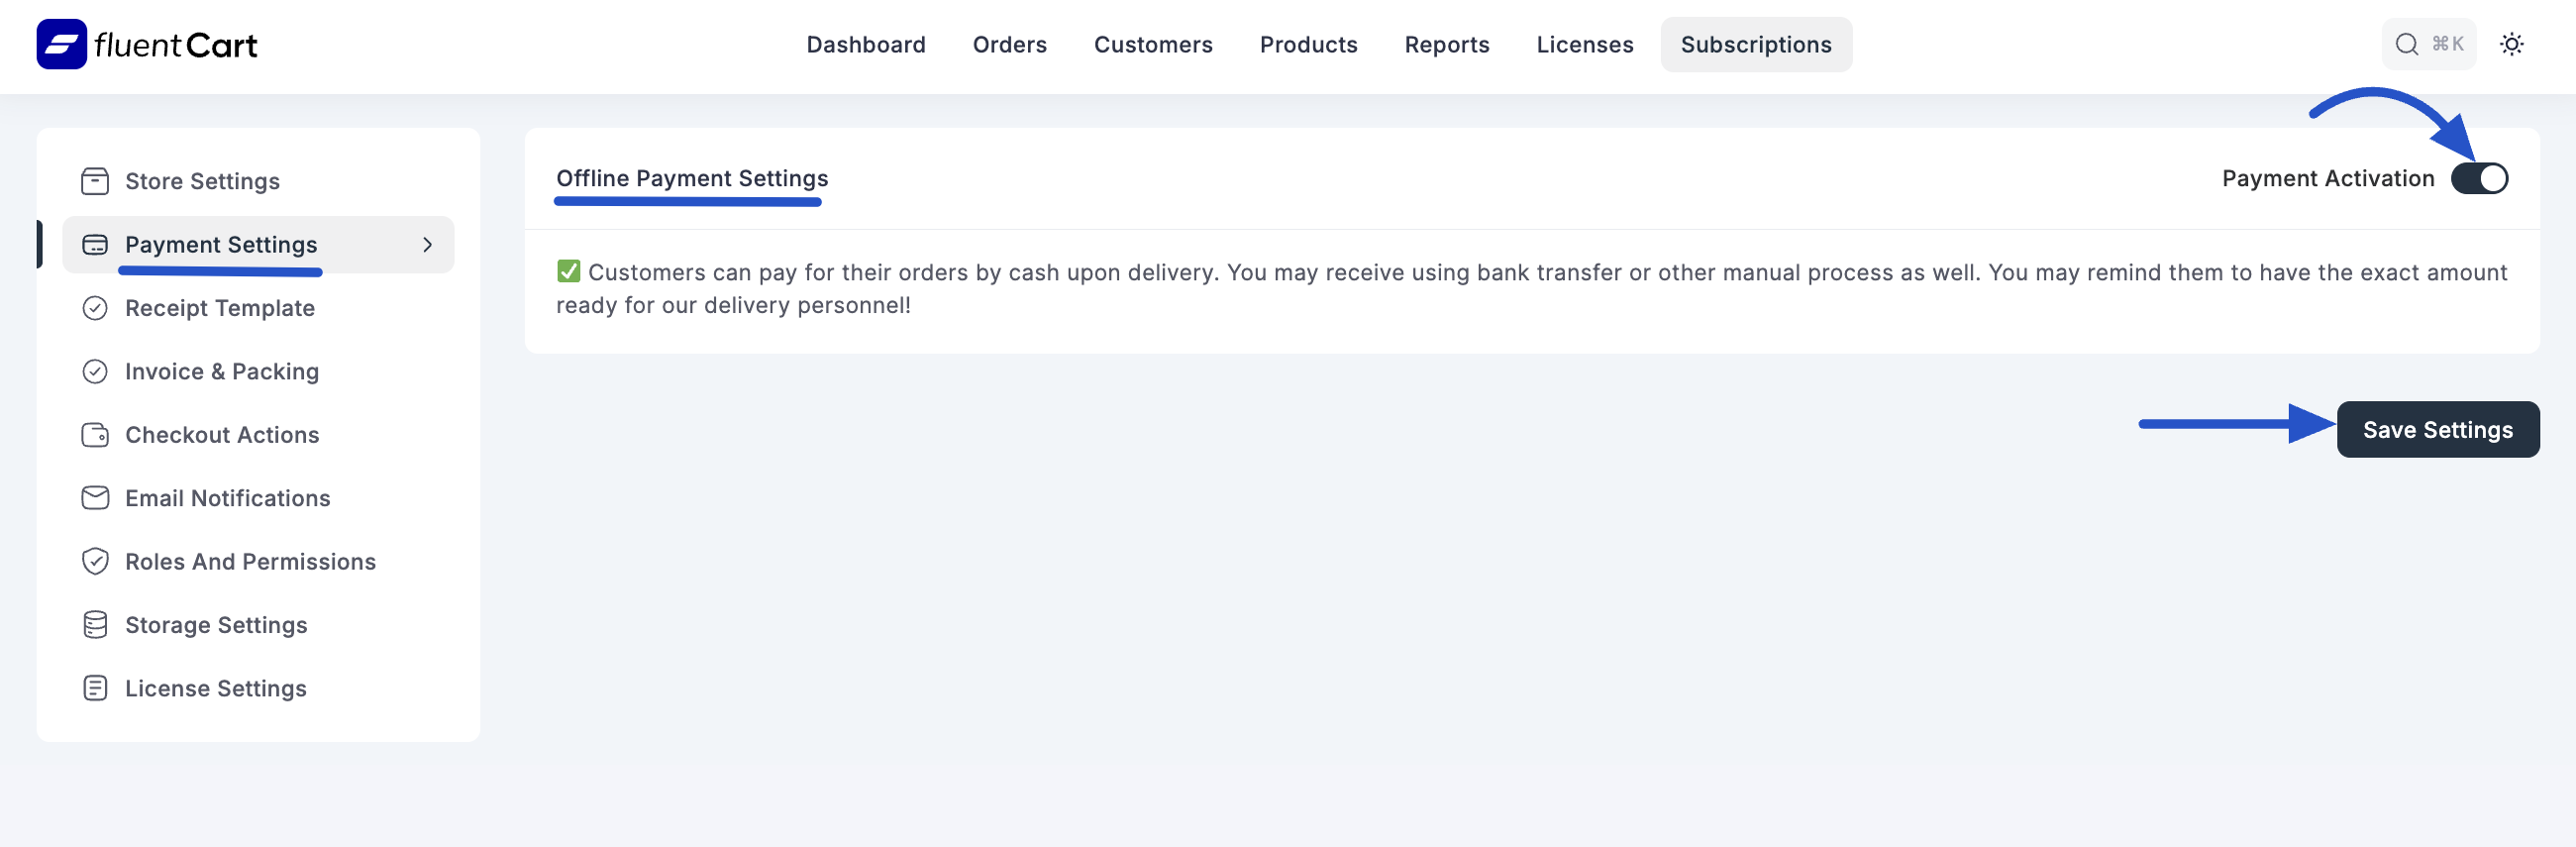 fluentCart
Dashboard Orders Customers Products Reports Licenses Subscriptions
⌘K
Store Settings
Payment Settings
Receipt Template
Invoice & Packing
Checkout Actions
Email Notifications
Roles And Permissions
Storage Settings
License Settings
Offline Payment Settings
Payment Activation
✅ Customers can pay for their orders by cash upon delivery. You may receive using bank transfer or other manual process as well. You may remind them to have the exact amount
ready for our delivery personnel!
Save Settings